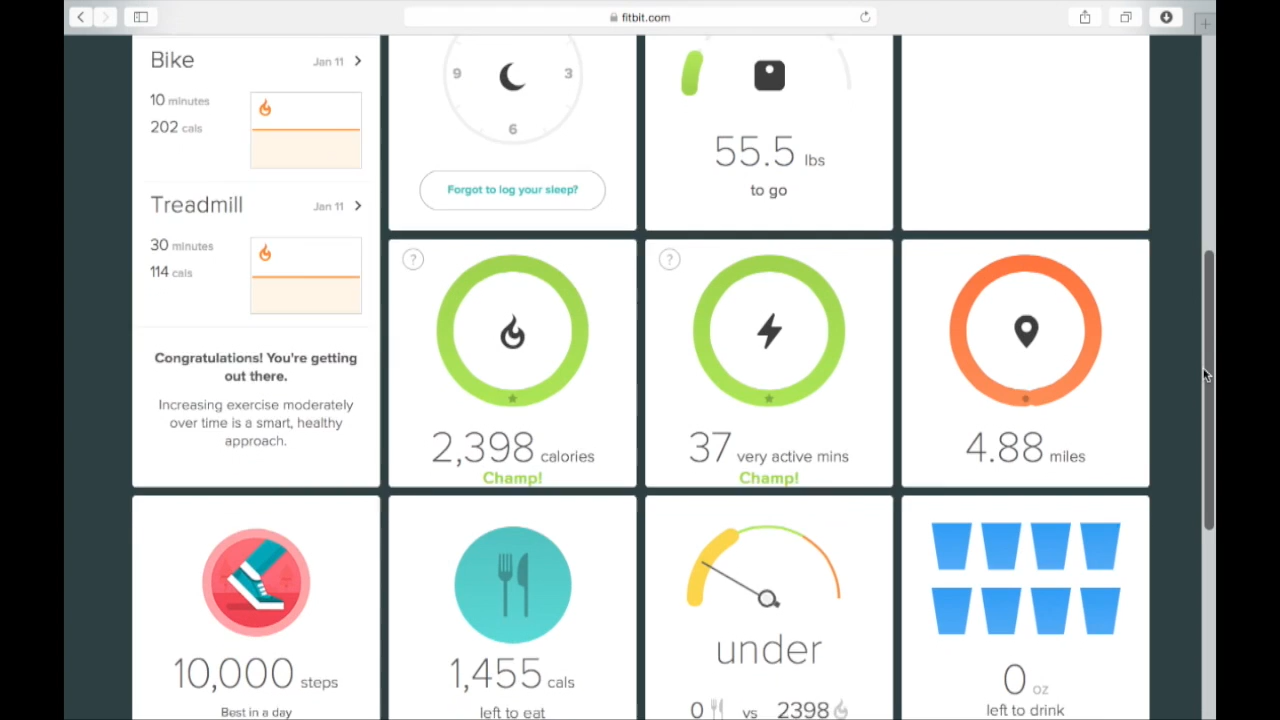 fitbit.com
Bike
Jan 11
10 minutes
202 cals
Treadmill
Jan 11
30 minutes
114 cals
Congratulations! You're getting
out there.
Increasing exercise moderately
over time is a smart, healthy
approach.
9 3
6
Forgot to log your sleep?
55.5 lbs
to go
?
2,398 calories
Champ!
?
37 very active mins
Champ!
4.88 miles
10,000 steps
Best in a day
1,455 cals
left to eat
under
0 vs 2398
0 oz
left to drink